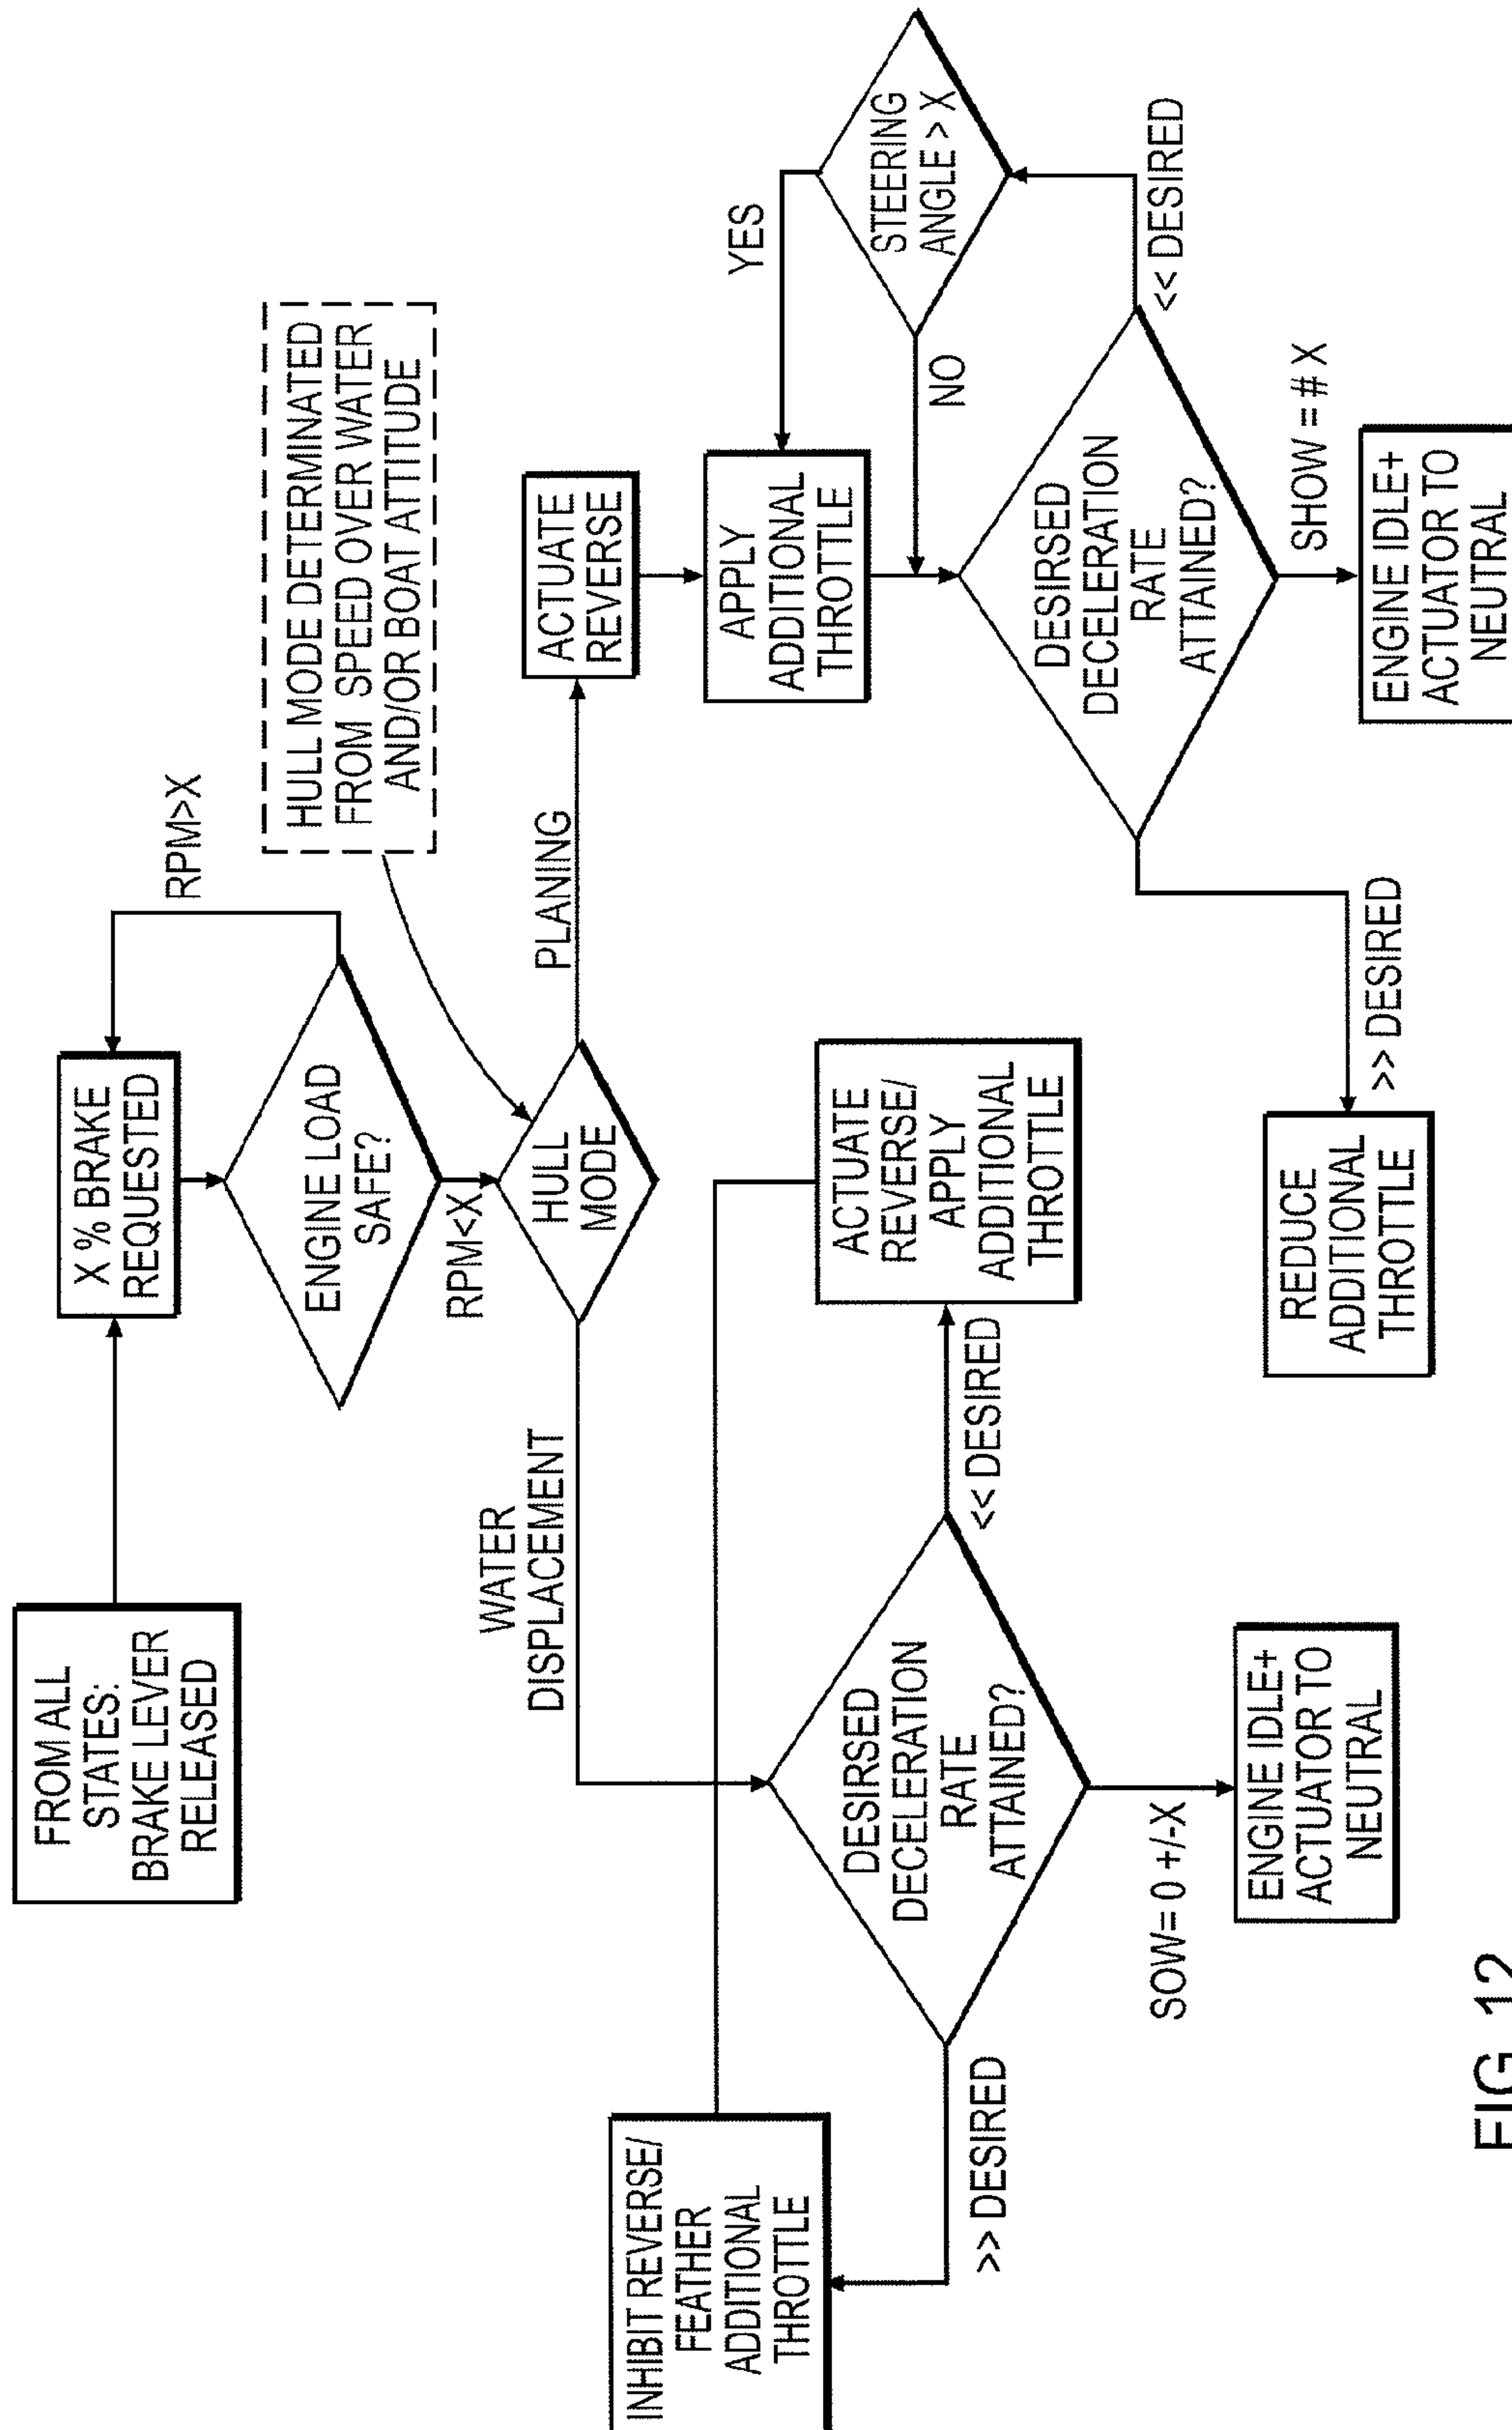 FROM ALL
STATES:
BRAKE LEVER
RELEASED
X % BRAKE
REQUESTED
RPM>X
ENGINE LOAD
SAFE?
RPM<X
HULL MODE DETERMINATED
FROM SPEED OVER WATER
AND/OR BOAT ATTITUDE
HULL
MODE
WATER
DISPLACEMENT
PLANING
ACTUATE
REVERSE
INHIBIT REVERSE/
FEATHER
ADDITIONAL
THROTTLE
APPLY
ADDITIONAL
THROTTLE
YES
STEERING
ANGLE > X
NO
DESIRSED
DECELERATION
RATE
ATTAINED?
>> DESIRED
<< DESIRED
ACTUATE
REVERSE/
APPLY
ADDITIONAL
THROTTLE
SOW= 0 +/-X
ENGINE IDLE+
ACTUATOR TO
NEUTRAL
DESIRSED
DECELERATION
RATE
ATTAINED?
<< DESIRED
>> DESIRED
REDUCE
ADDITIONAL
THROTTLE
SHOW = # X
ENGINE IDLE+
ACTUATOR TO
NEUTRAL
FIG. 12